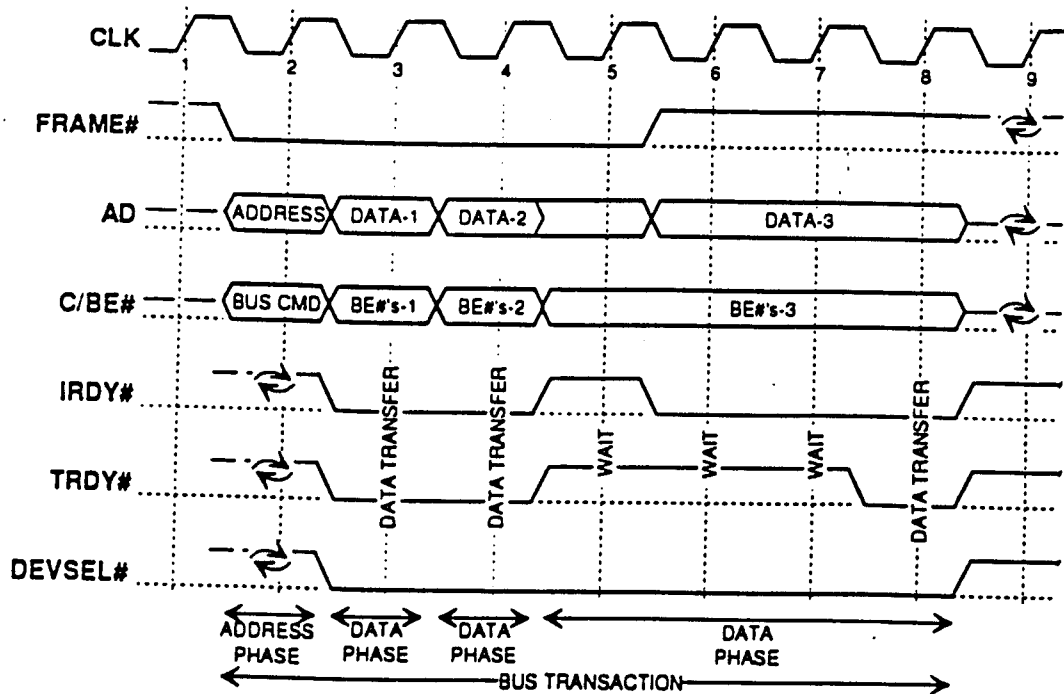 CLK
1 2 3 4 5 6 7 8 9
FRAME#
AD
ADDRESS DATA-1 DATA-2 DATA-3
C/BE#
BUS CMD BE#'s-1 BE#'s-2 BE#'s-3
IRDY#
TRDY#
DATA TRANSFER
DATA TRANSFER
WAIT
WAIT
WAIT
DATA TRANSFER
DEVSEL#
ADDRESS PHASE
DATA PHASE
DATA PHASE
DATA PHASE
BUS TRANSACTION